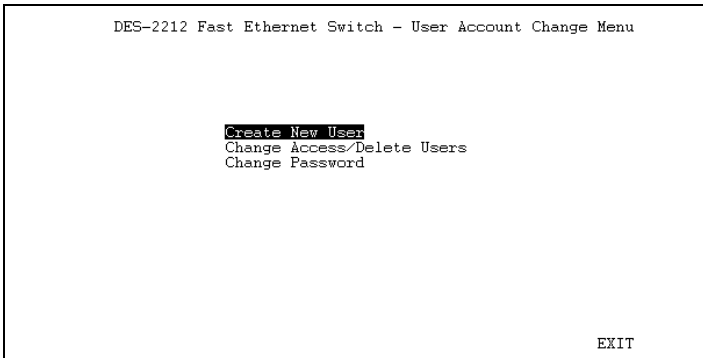 DES-2212 Fast Ethernet Switch - User Account Change Menu
Create New User
Change Access/Delete Users
Change Password
EXIT